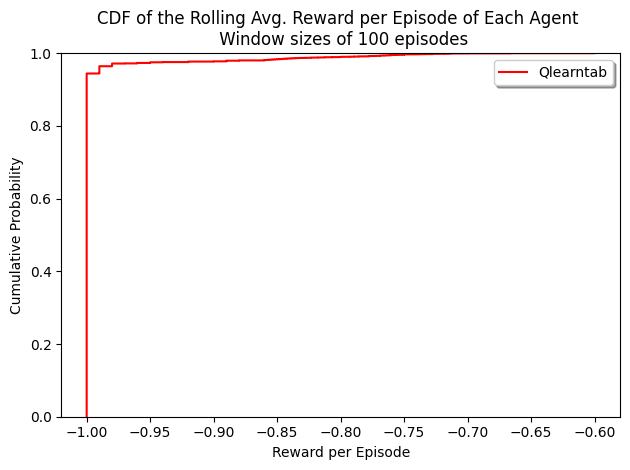 CDF of the Rolling Avg. Reward per Episode of Each Agent
Window sizes of 100 episodes
Qlearntab
1.0
0.8
0.6
0.4
0.2
0.0
Cumulative Probability
−1.00 −0.95 −0.90 −0.85 −0.80 −0.75 −0.70 −0.65 −0.60
Reward per Episode